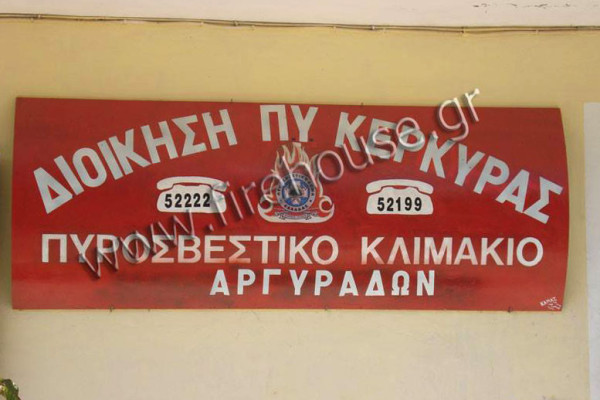 ΔΙΟΙΚΗΣΗ ΠΥ ΚΕΡΚΥΡΑΣ
52222 52199
ΠΥΡΟΣΒΕΣΤΙΚΟ ΚΛΙΜΑΚΙΟ
ΑΡΓΥΡΑΔΩΝ
www.firehouse.gr